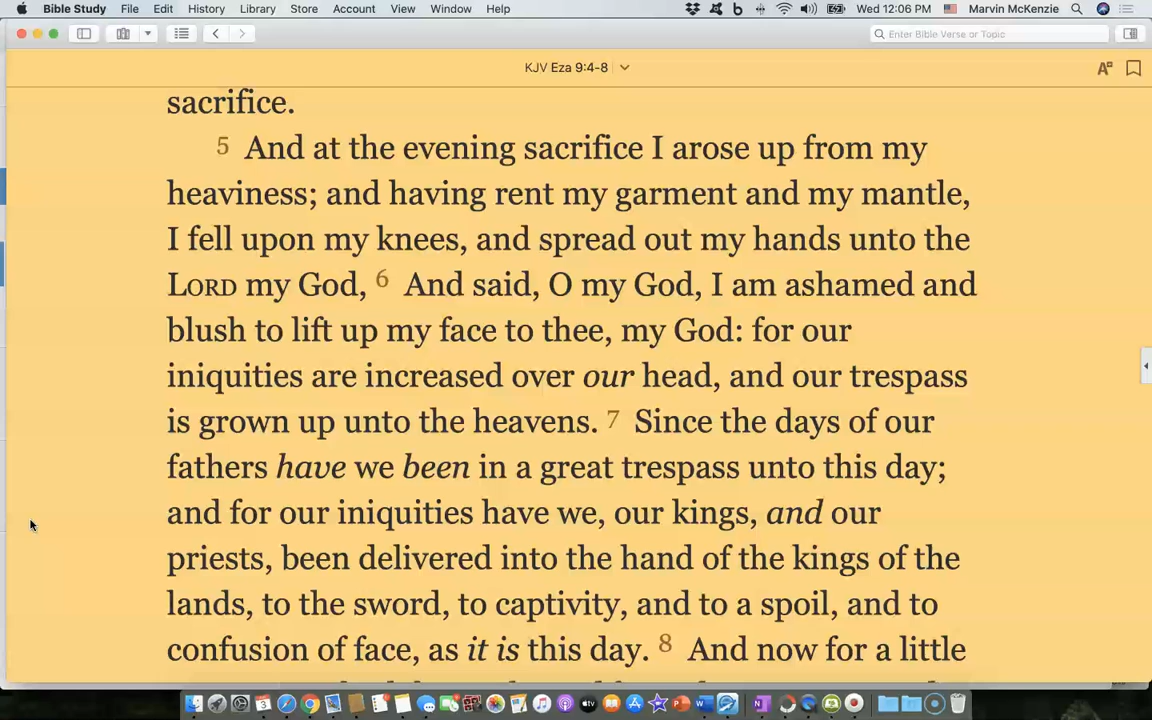 Bible Study File Edit History Library Store Account View Window Help Wed 12:06 PM Marvin McKenzie
Enter Bible Verse or Topic
KJV Eza 9:4-8
sacrifice.
5 And at the evening sacrifice I arose up from my
heaviness; and having rent my garment and my mantle,
I fell upon my knees, and spread out my hands unto the
LORD my God, 6 And said, O my God, I am ashamed and
blush to lift up my face to thee, my God: for our
iniquities are increased over our head, and our trespass
is grown up unto the heavens. 7 Since the days of our
fathers have we been in a great trespass unto this day;
and for our iniquities have we, our kings, and our
priests, been delivered into the hand of the kings of the
lands, to the sword, to captivity, and to a spoil, and to
confusion of face, as it is this day. 8 And now for a little